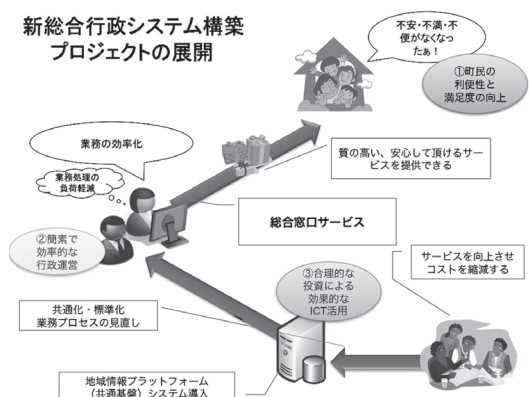 新総合行政システム構築
プロジェクトの展開
不安・不満・不
便がなくなっ
たぁ！
①町民の
利便性と
満足度の向上
業務の効率化
業務処理の
負荷軽減
質の高い、安心して頂けるサー
ビスを提供できる
総合窓口サービス
②簡素で
効率的な
行政運営
サービスを向上させ
コストを縮減する
③合理的な
投資による
効果的な
ICT活用
共通化・標準化
業務プロセスの見直し
地域情報プラットフォーム
（共通基盤）システム導入